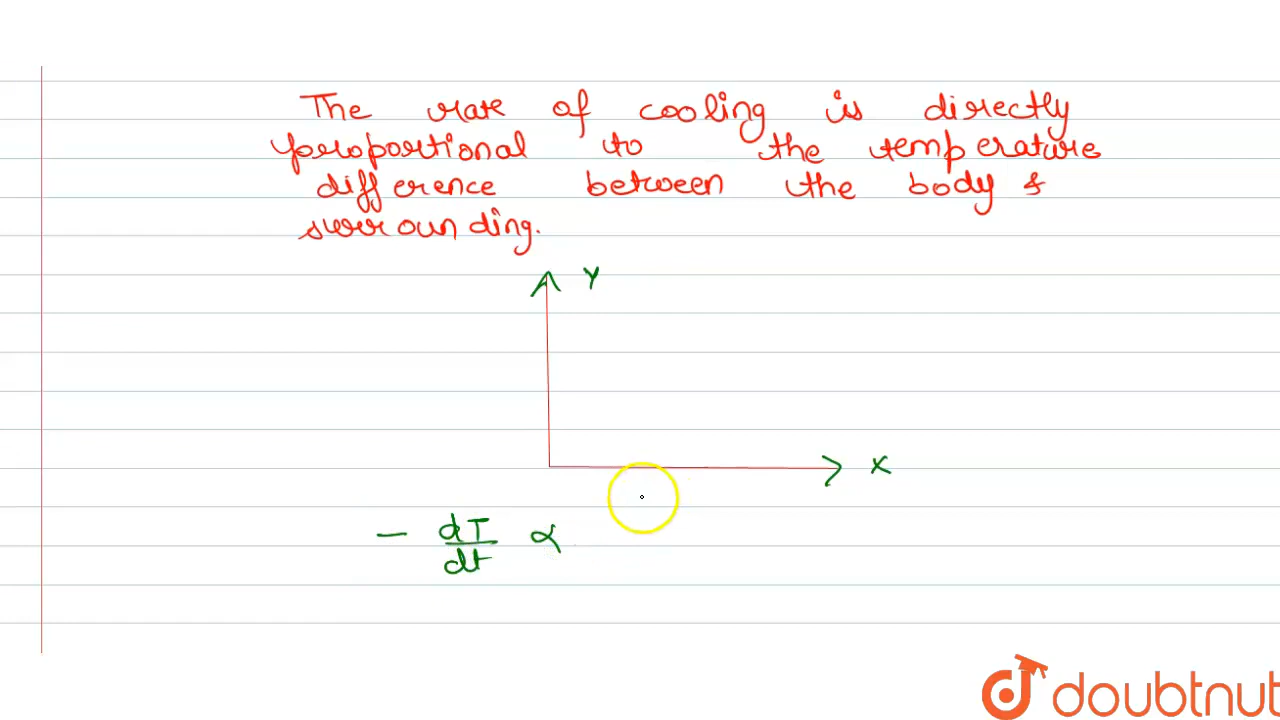 The rate of cooling is directly
proportional to the temperature
difference between the body &
surrounding.
Y
X
- dT/dt ∝
doubtnut